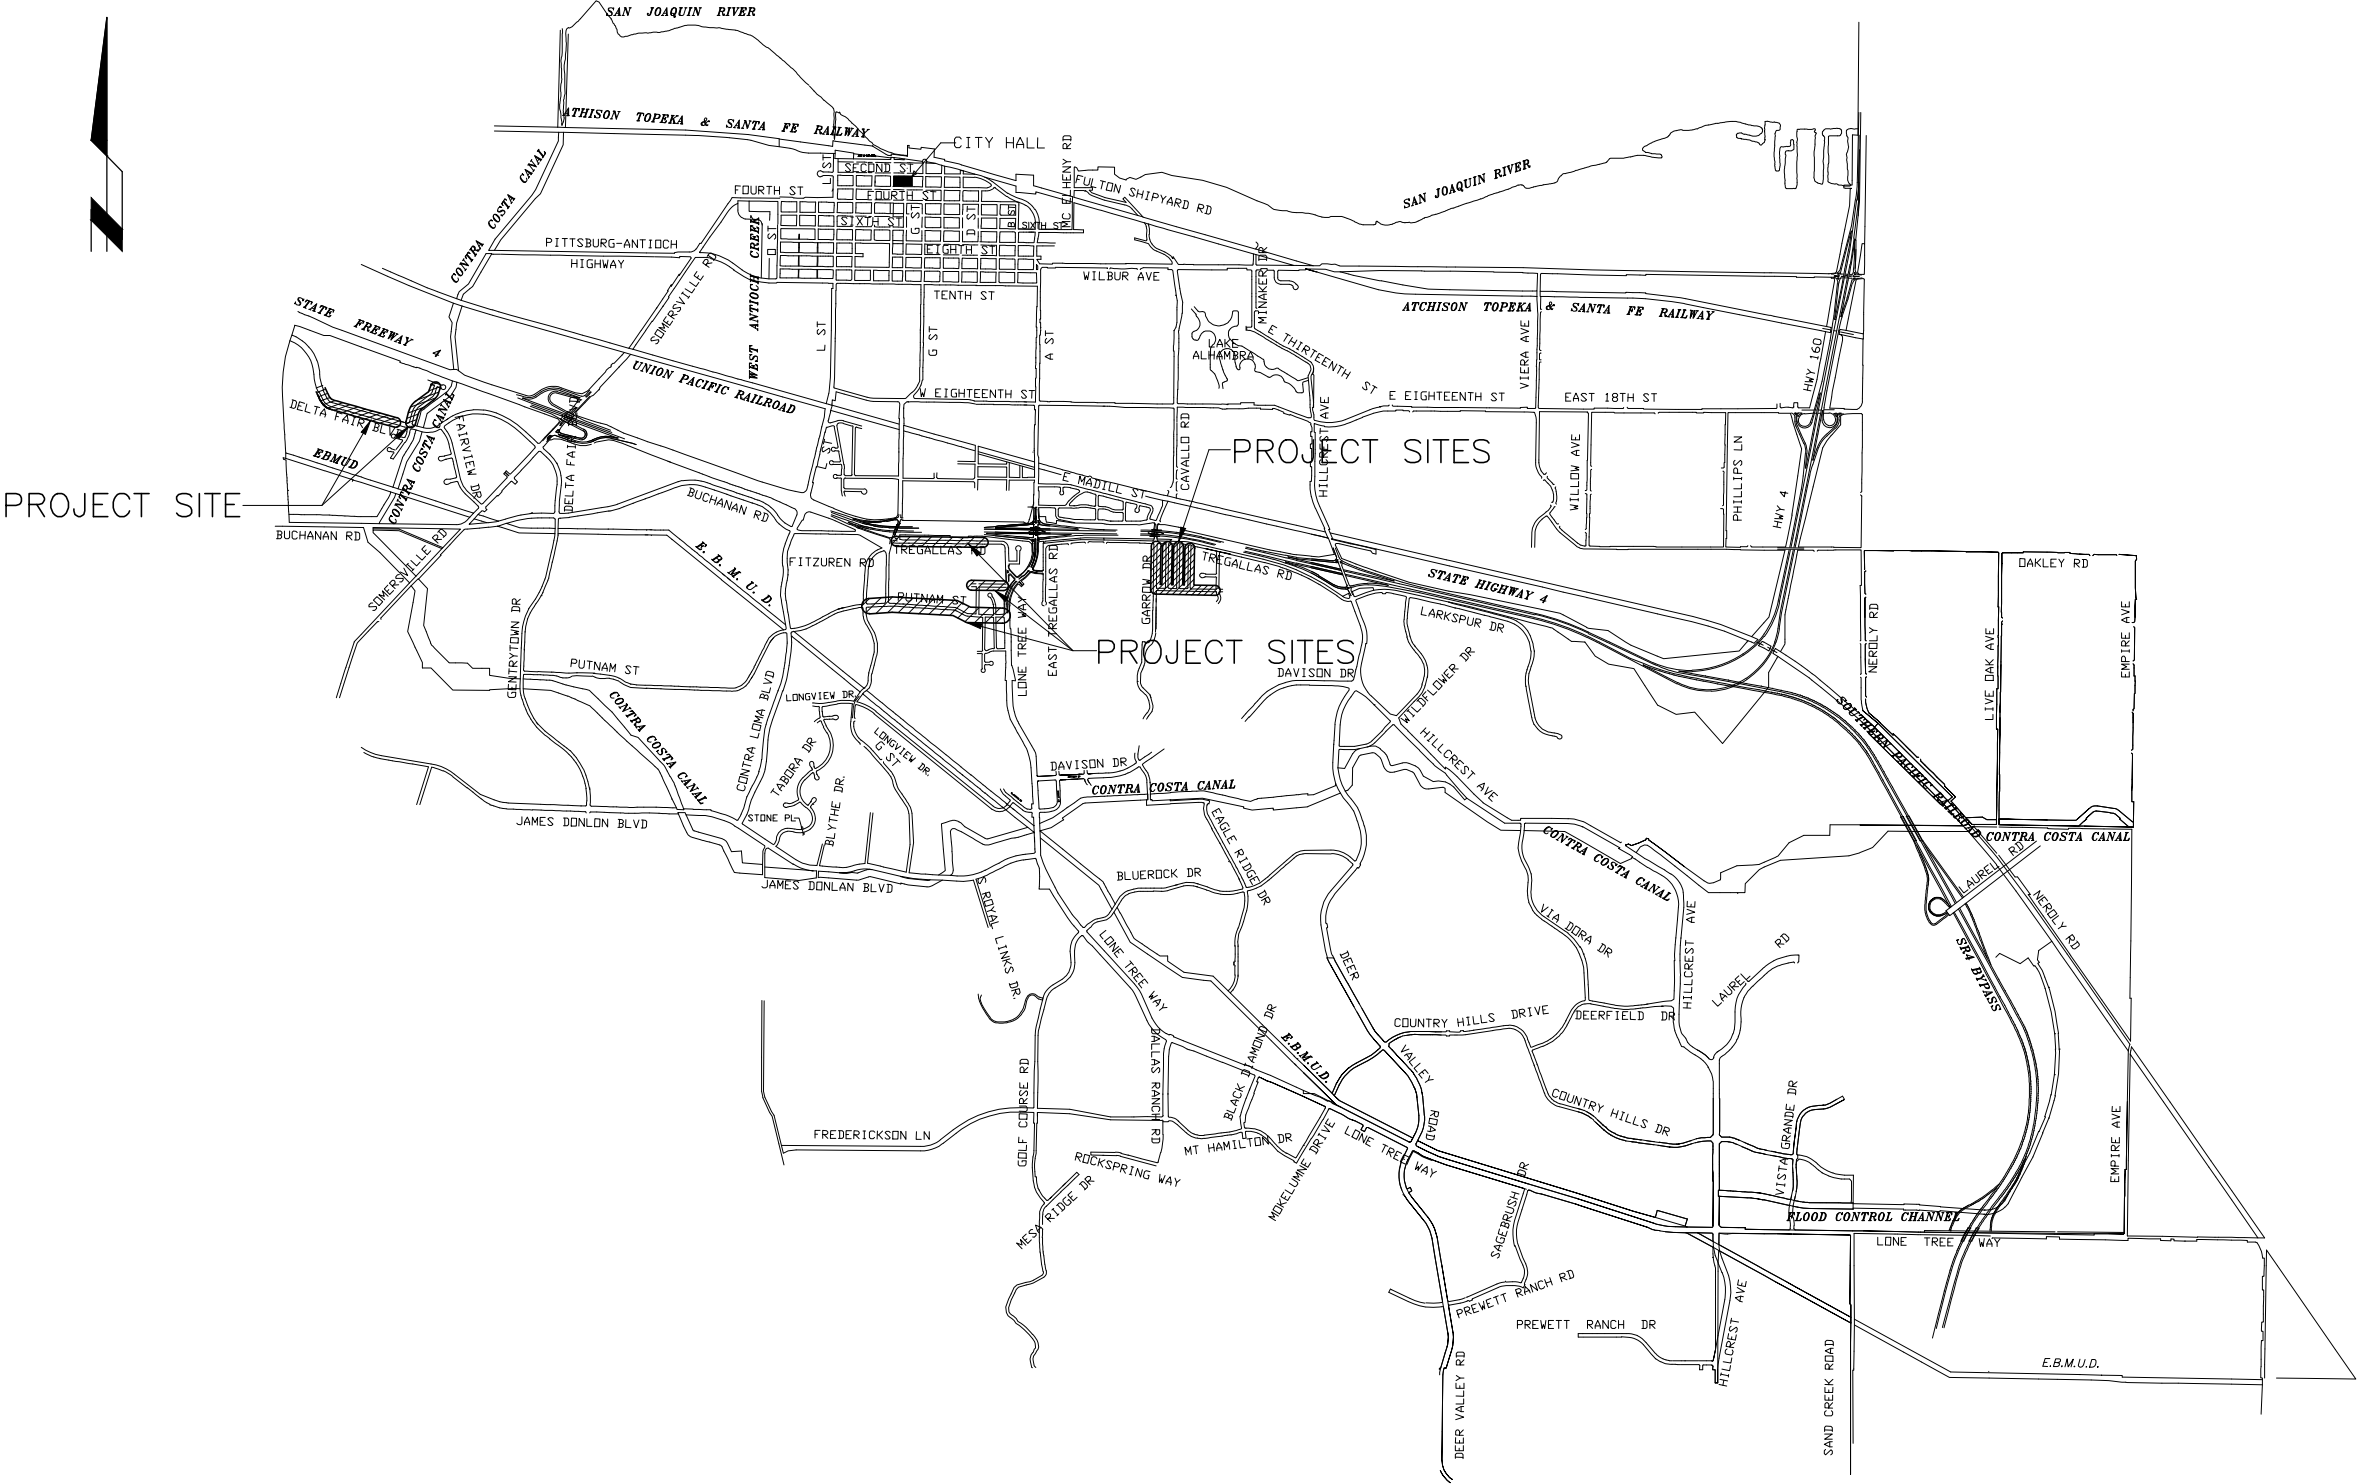 SAN JOAQUIN RIVER
ATHISON TOPEKA & SANTA FE RAILWAY
CITY HALL
MC ELHENY RD
L ST
SECOND ST
FOURTH ST
FOURTH ST
FULTON SHIPYARD RD
SAN JOAQUIN RIVER
CONTRA COSTA CANAL
SIXTH ST
G ST
D ST
B ST
SIXTH ST
O ST
WEST ANTIOCH CREEK
PITTSBURG-ANTIOCH
HIGHWAY
EIGHTH ST
WILBUR AVE
MINAKER DR
TENTH ST
SOMERSVILLE RD
STATE FREEWAY 4
ATCHISON TOPEKA & SANTA FE RAILWAY
L ST
G ST
A ST
LAKE
ALHAMBRA
E THIRTEENTH ST
VIERA AVE
HWY 160
UNION PACIFIC RAILROAD
W EIGHTEENTH ST
E EIGHTEENTH ST
EAST 18TH ST
DELTA FAIR BLVD
CONTRA COSTA CANAL
FAIRVIEW DR
DELTA FAIR BLVD
EBMUD
L ST
CAVALLO RD
HILLCREST AVE
PROJECT SITES
WILLOW AVE
PHILLIPS LN
HWY 4
PROJECT SITE
E MADILL ST
BUCHANAN RD
BUCHANAN RD
SOMERSVILLE RD
E. B. M. U. D.
FITZUREN RD
TREGALLAS RD
TREGALLAS RD
STATE HIGHWAY 4
OAKLEY RD
PUTNAM ST
LONE TREE WAY
EAST TREGALLAS RD
GARROW DR
LARKSPUR DR
NEROLY RD
LIVE OAK AVE
EMPIRE AVE
PROJECT SITES
GENTRYTOWN DR
PUTNAM ST
DAVISON DR
WILDFLOWER DR
CONTRA COSTA CANAL
CONTRA LOMA BLVD
LONGVIEW DR.
LONGVIEW DR.
G ST
TABORA DR
BLYTHE DR.
STONE PL
HILLCREST AVE
SOUTHERN PACIFIC RAILROAD
DAVISON DR
CONTRA COSTA CANAL
JAMES DONLON BLVD
EAGLE RIDGE DR
CONTRA COSTA CANAL
CONTRA COSTA CANAL
LAUREL RD
JAMES DONLAN BLVD
BLUEROCK DR
S ROYAL LINKS DR.
LONE TREE WAY
VIA DORA DR
HILLCREST AVE
NEROLY RD
LAUREL RD
SR4 BYPASS
DEER VALLEY ROAD
COUNTRY HILLS DRIVE
DEERFIELD DR
GOLF COURSE RD
DALLAS RANCH RD
BLACK DIAMOND DR
E.B.M.U.D.
COUNTRY HILLS DR
VISTA GRANDE DR
EMPIRE AVE
FREDERICKSON LN
MT HAMILTON DR
MOKELUMNE DRIVE
LONE TREE WAY
ROCKSPRING WAY
MESA RIDGE DR
SAGEBRUSH DR
FLOOD CONTROL CHANNEL
LONE TREE WAY
PREWETT RANCH RD
PREWETT RANCH DR
HILLCREST AVE
SAND CREEK ROAD
DEER VALLEY RD
E.B.M.U.D.